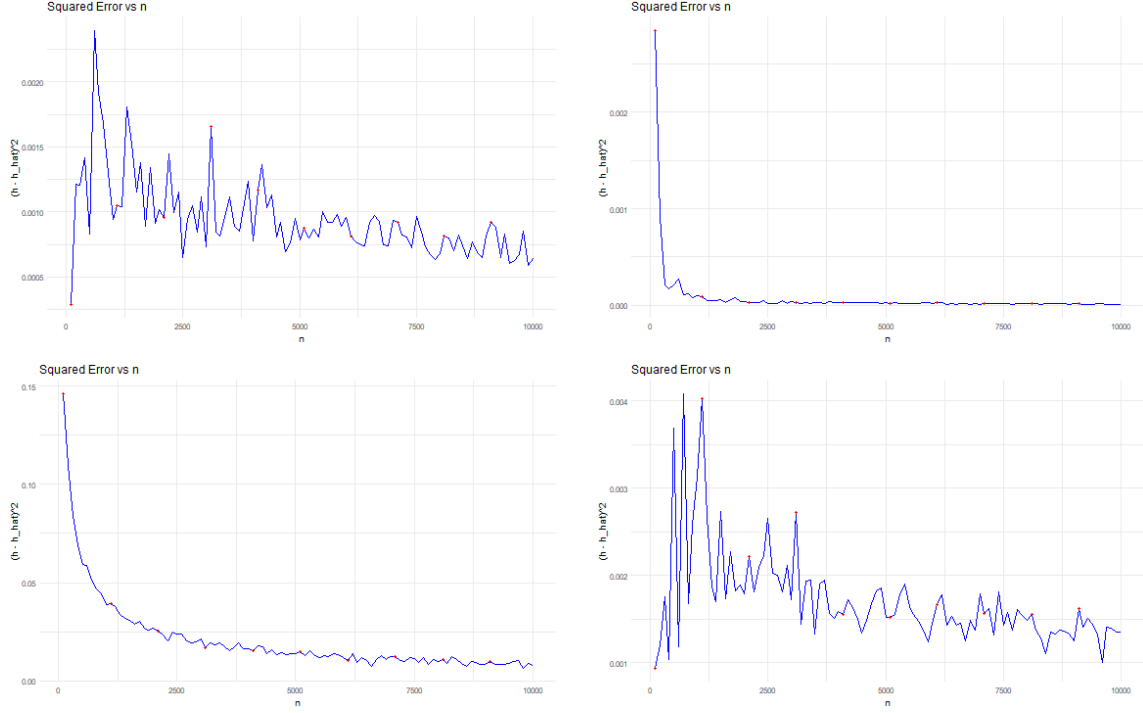 Squared Error vs n
(h - h_hat)^2
0.0020
0.0015
0.0010
0.0005
0
2500
5000
7500
10000
n
Squared Error vs n
(h - h_hat)^2
0.002
0.001
0.000
0
2500
5000
7500
10000
n
Squared Error vs n
(h - h_hat)^2
0.15
0.10
0.05
0.00
0
2500
5000
7500
10000
n
Squared Error vs n
(h - h_hat)^2
0.004
0.003
0.002
0.001
0
2500
5000
7500
10000
n